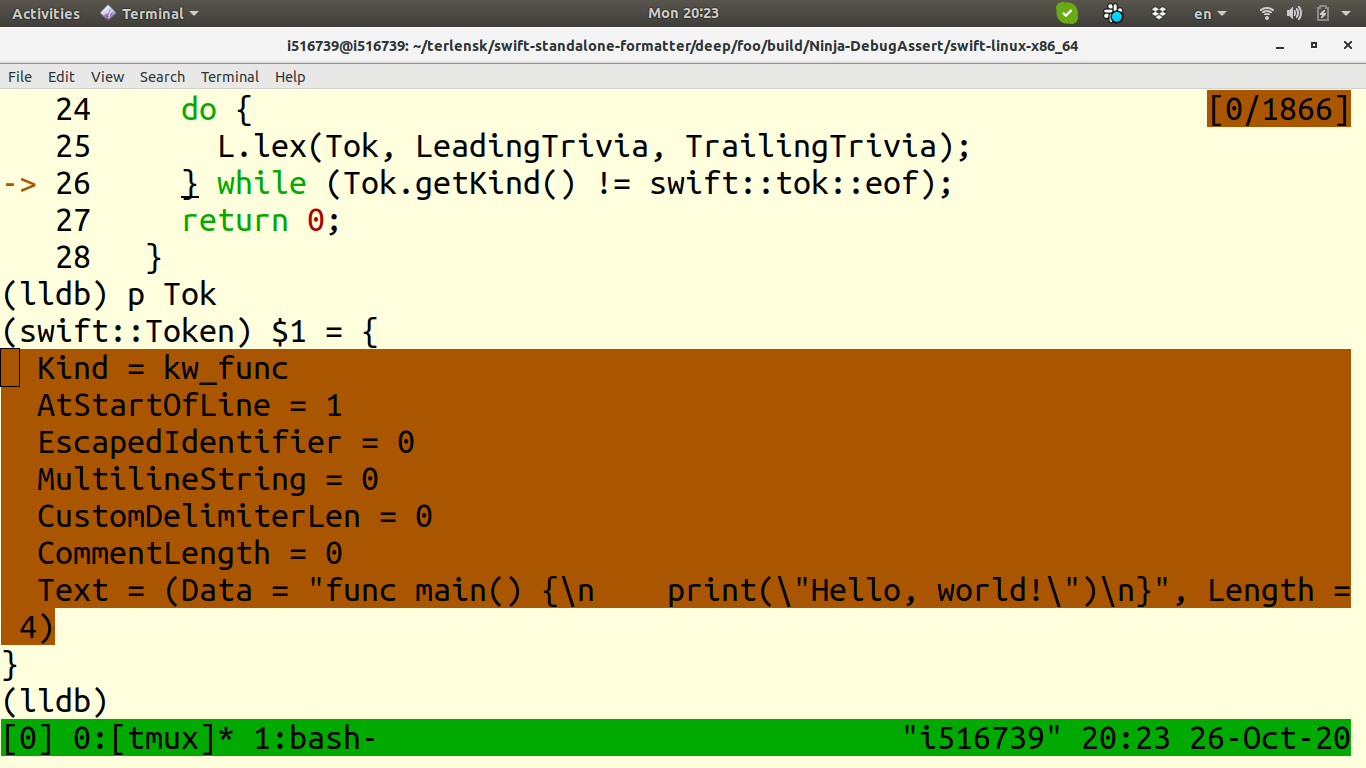 Activities Terminal Mon 20:23 en
i516739@i516739: ~/terlensk/swift-standalone-formatter/deep/foo/build/Ninja-DebugAssert/swift-linux-x86_64
File Edit View Search Terminal Help
24 do { [0/1866]
25 L.lex(Tok, LeadingTrivia, TrailingTrivia);
-> 26 } while (Tok.getKind() != swift::tok::eof);
27 return 0;
28 }
(lldb) p Tok
(swift::Token) $1 = {
Kind = kw_func
AtStartOfLine = 1
EscapedIdentifier = 0
MultilineString = 0
CustomDelimiterLen = 0
CommentLength = 0
Text = (Data = "func main() {\n    print(\"Hello, world!\")\n}", Length =
4)
}
(lldb)
[0] 0:[tmux]* 1:bash- "i516739" 20:23 26-Oct-20